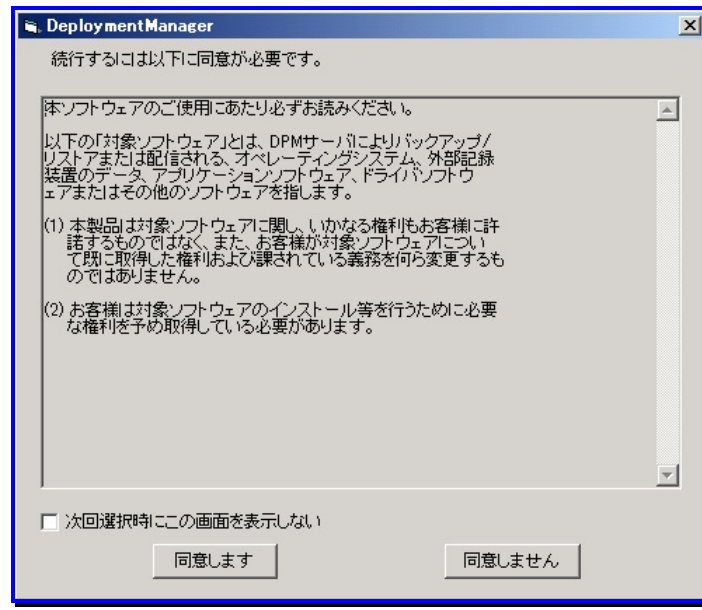 DeploymentManager
続行するには以下に同意が必要です。
本ソフトウェアのご使用にあたり必ずお読みください。
以下の「対象ソフトウェア」とは、DPMサーバによりバックアップ/
リストアまたは配信される、オペレーティングシステム、外部記録
装置のデータ、アプリケーションソフトウェア、ドライバソフトウ
ェアまたはその他のソフトウェアを指します。
(1) 本製品は対象ソフトウェアに関し、いかなる権利もお客様に許
諾するものではなく、また、お客様が対象ソフトウェアについ
て既に取得した権利および課されている義務を何ら変更するも
のではありません。
(2) お客様は対象ソフトウェアのインストール等を行うために必要
な権利を予め取得している必要があります。
次回選択時にこの画面を表示しない
同意します
同意しません